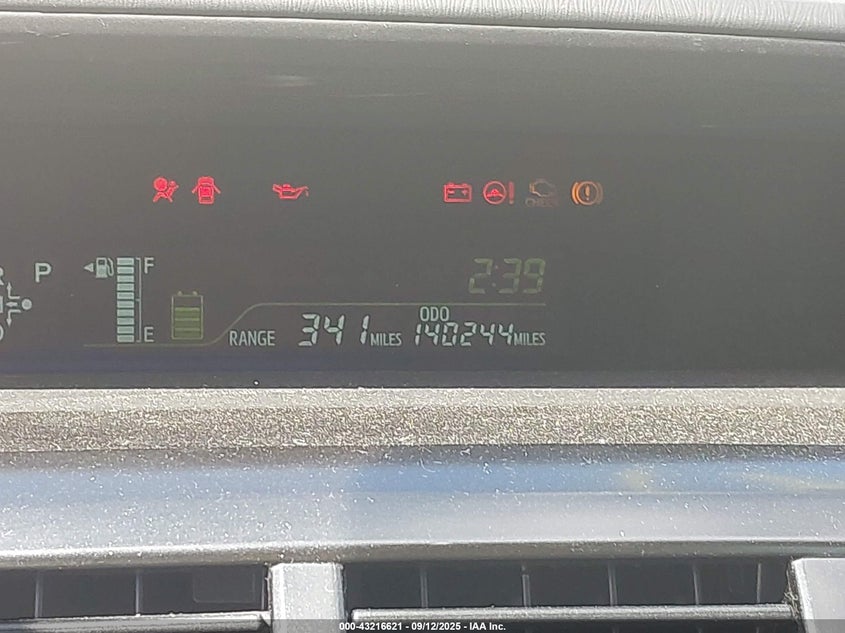 CHECK
2:39
P
F
E
ODO
RANGE 341 MILES 140244 MILES
000-43216621 - 09/12/2025 - IAA Inc.